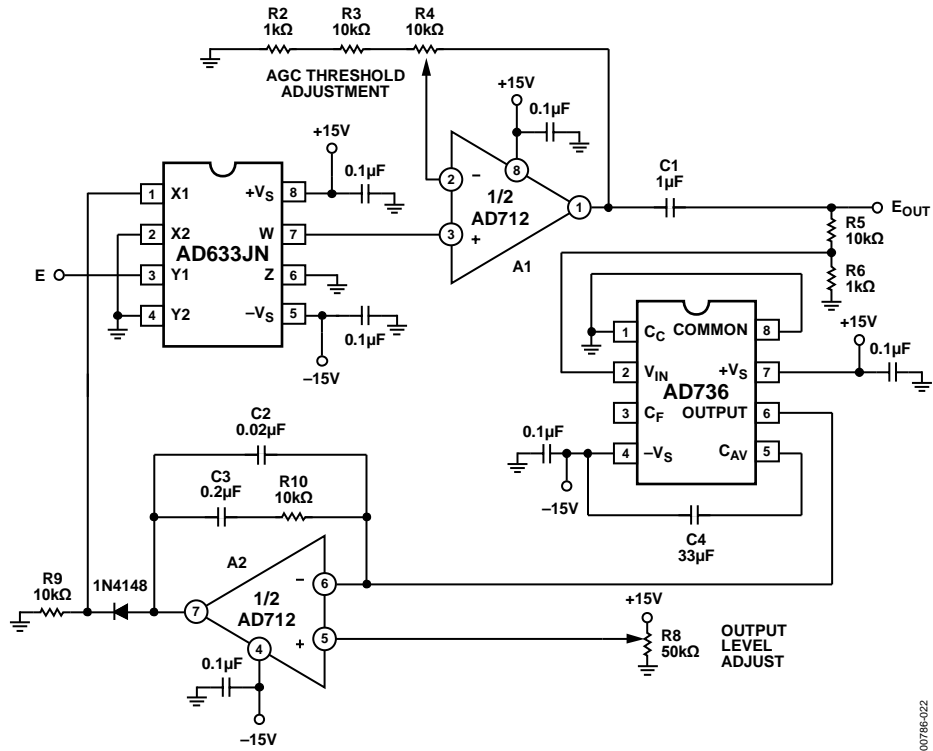 R2
1kΩ
R3
10kΩ
R4
10kΩ
AGC THRESHOLD
ADJUSTMENT
+15V
0.1µF
+15V
0.1µF
1 X1
2 X2
3 Y1
4 Y2
AD633JN
+VS 8
W 7
Z 6
–VS 5
E
0.1µF
–15V
2 –
3 +
8
1
1/2
AD712
A1
C1
1µF
EOUT
R5
10kΩ
R6
1kΩ
1 CC
2 VIN
3 CF
4 –VS
AD736
COMMON 8
+VS 7
OUTPUT 6
CAV 5
+15V
0.1µF
0.1µF
–15V
C4
33µF
C2
0.02µF
C3
0.2µF
R10
10kΩ
A2
R9
10kΩ
1N4148
7
1/2
AD712
– 6
+ 5
4
0.1µF
–15V
+15V
R8
50kΩ
OUTPUT
LEVEL
ADJUST
00786-022